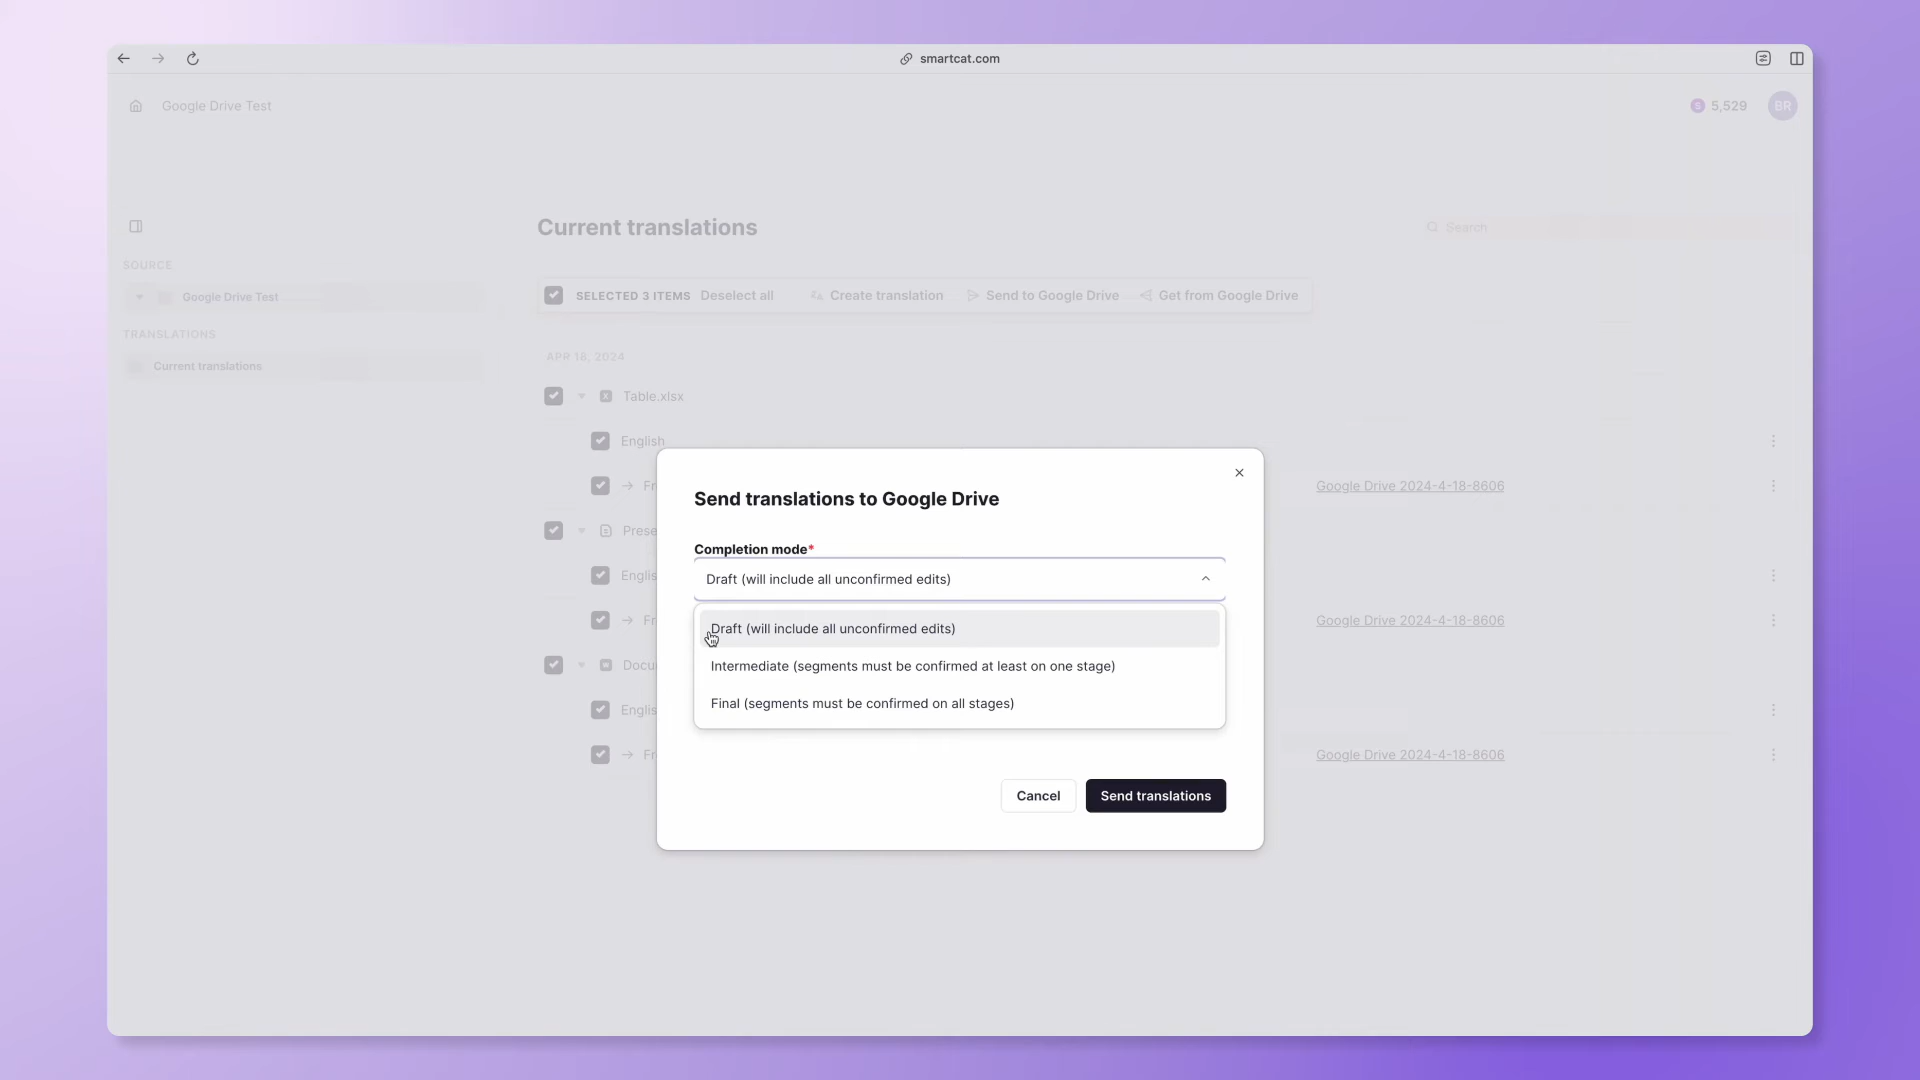 smartcat.com
Google Drive Test
5,529
BR
Current translations
Search
SOURCE
Google Drive Test
TRANSLATIONS
Current translations
SELECTED 3 ITEMS Deselect all Create translation Send to Google Drive Get from Google Drive
APR 18, 2024
Table.xlsx
English
Google Drive 2024-4-18-8606
Google Drive 2024-4-18-8606
Google Drive 2024-4-18-8606
Send translations to Google Drive
Completion mode*
Draft (will include all unconfirmed edits)
Draft (will include all unconfirmed edits)
Intermediate (segments must be confirmed at least on one stage)
Final (segments must be confirmed on all stages)
Cancel
Send translations